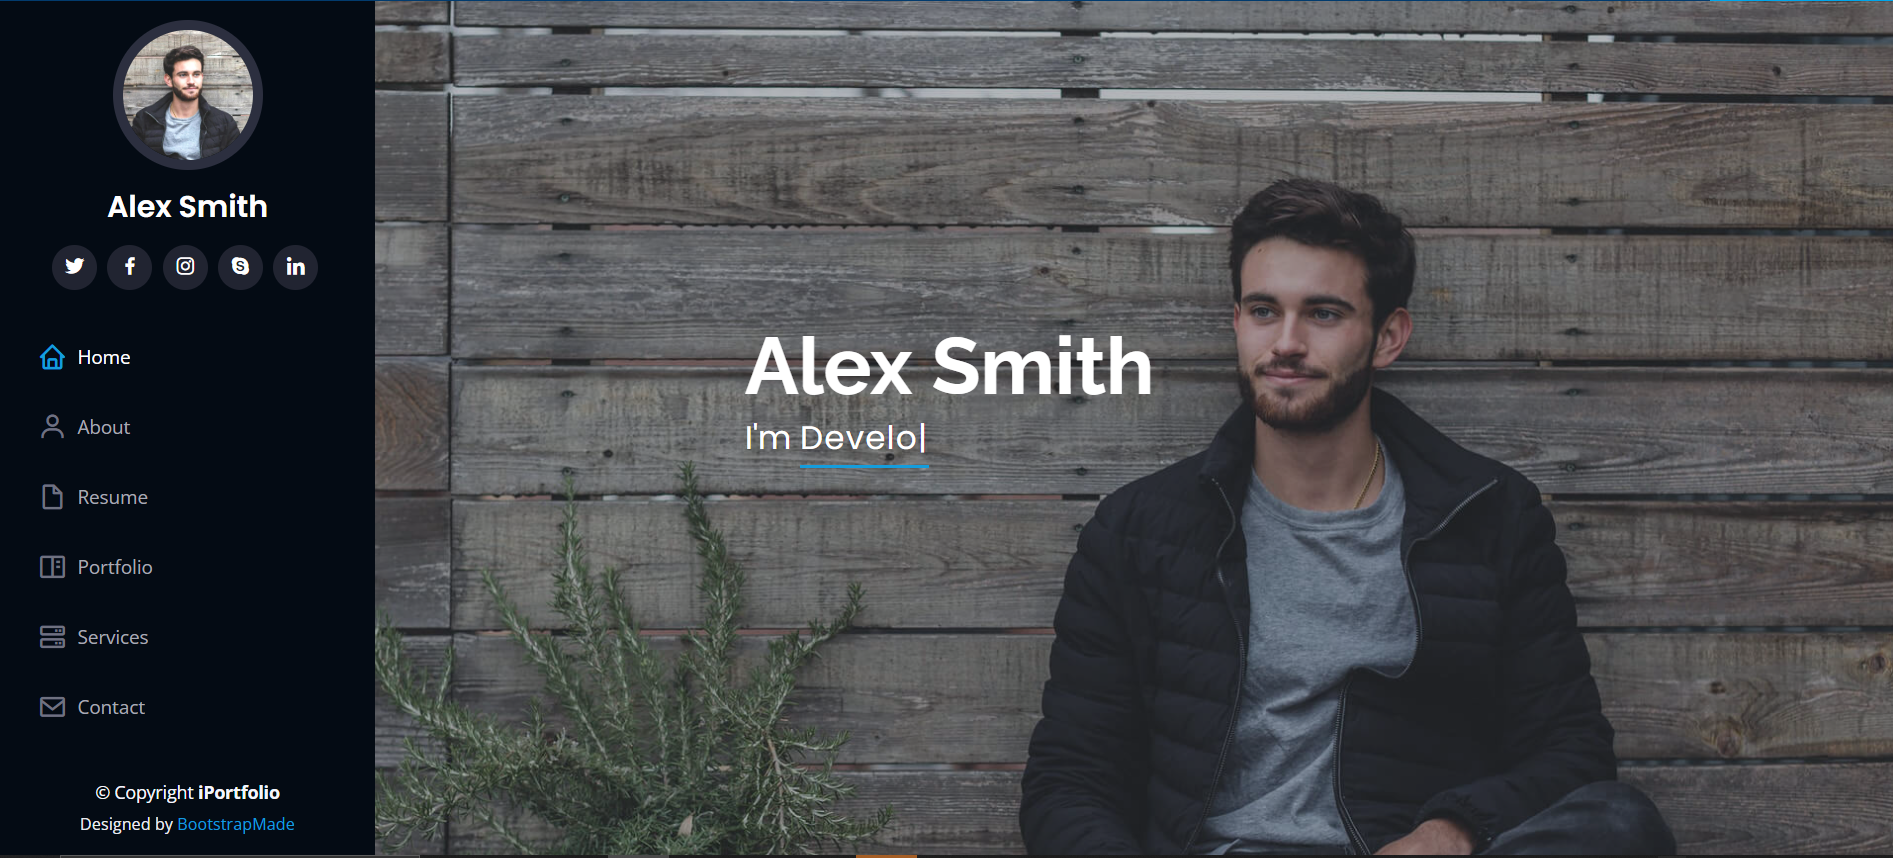 Alex Smith
Home
About
Resume
Portfolio
Services
Contact
© Copyright iPortfolio
Designed by BootstrapMade
Alex Smith
I'm Develo|